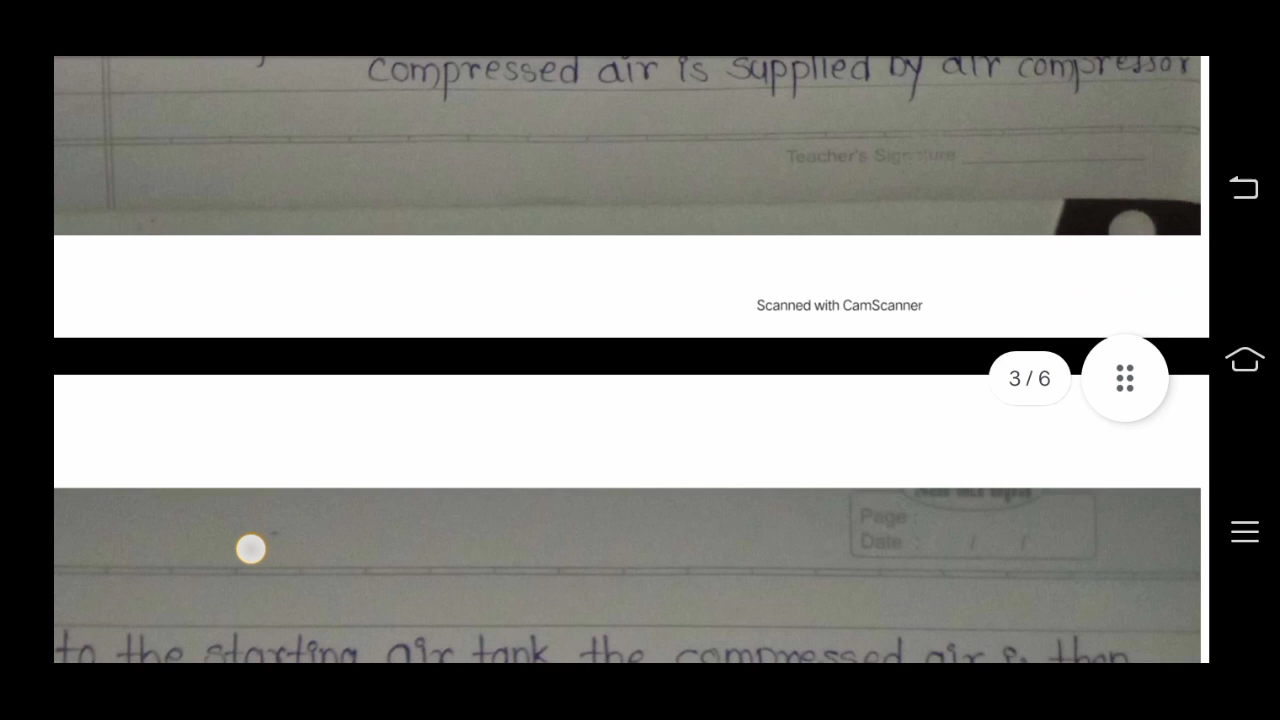 compressed air is supplied by air compressor
Teacher's Signature
Scanned with CamScanner
3 / 6
Page :
Date : / /
to the starting air tank the compressed air is then